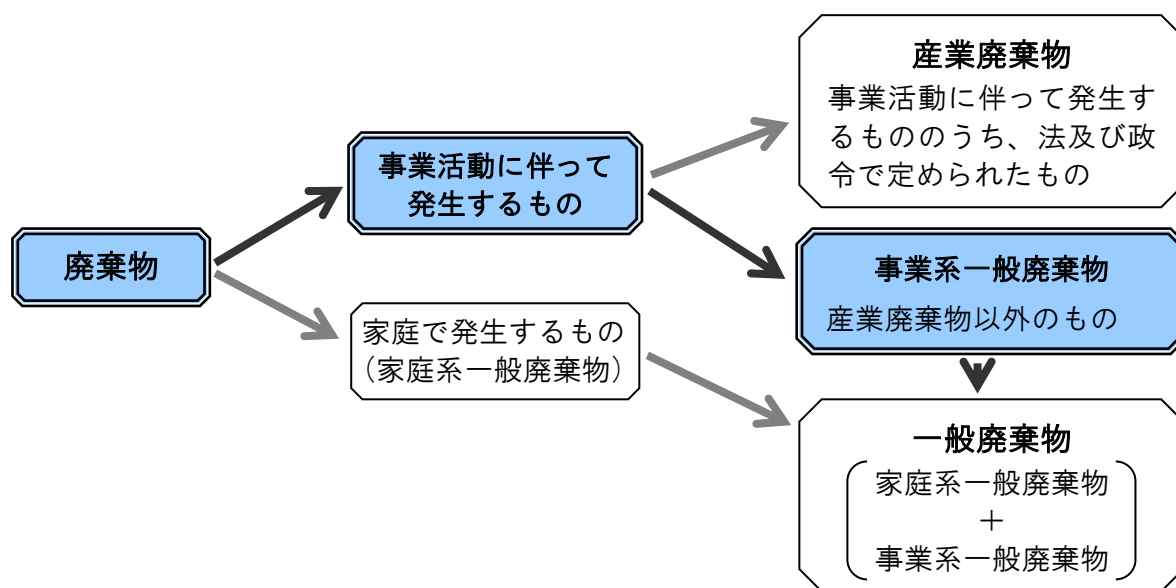 廃棄物
事業活動に伴って
発生するもの
家庭で発生するもの
(家庭系一般廃棄物)
産業廃棄物
事業活動に伴って発生す
るもののうち、法及び政
令で定められたもの
事業系一般廃棄物
産業廃棄物以外のもの
一般廃棄物
家庭系一般廃棄物
+
事業系一般廃棄物